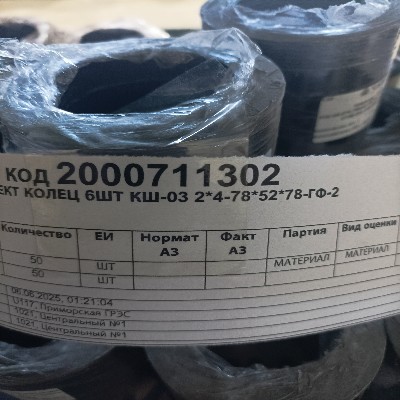 КОД 2000711302
ЕКТ КОЛЕЦ 6ШТ КШ-03 2*4-78*52*78-ГФ-2
Количество ЕИ Нормат АЗ Факт АЗ Партия Вид оценки
50 ШТ МАТЕРИАЛ МАТЕРИАЛ
50 ШТ
06.06.2025, 01:21:04
U117, Приморская ГРЭС
1021, Центральный №1
1021, Центральный №1